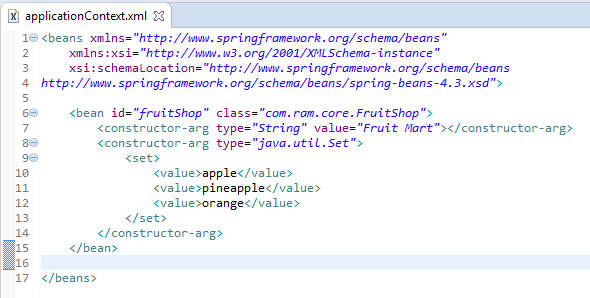 applicationContext.xml
1 <beans xmlns="http://www.springframework.org/schema/beans"
2     xmlns:xsi="http://www.w3.org/2001/XMLSchema-instance"
3     xsi:schemaLocation="http://www.springframework.org/schema/beans
4 http://www.springframework.org/schema/beans/spring-beans-4.3.xsd">
5
6     <bean id="fruitShop" class="com.ram.core.FruitShop">
7         <constructor-arg type="String" value="Fruit Mart"></constructor-arg>
8         <constructor-arg type="java.util.Set">
9             <set>
10                 <value>apple</value>
11                 <value>pineapple</value>
12                 <value>orange</value>
13             </set>
14         </constructor-arg>
15     </bean>
16
17 </beans>